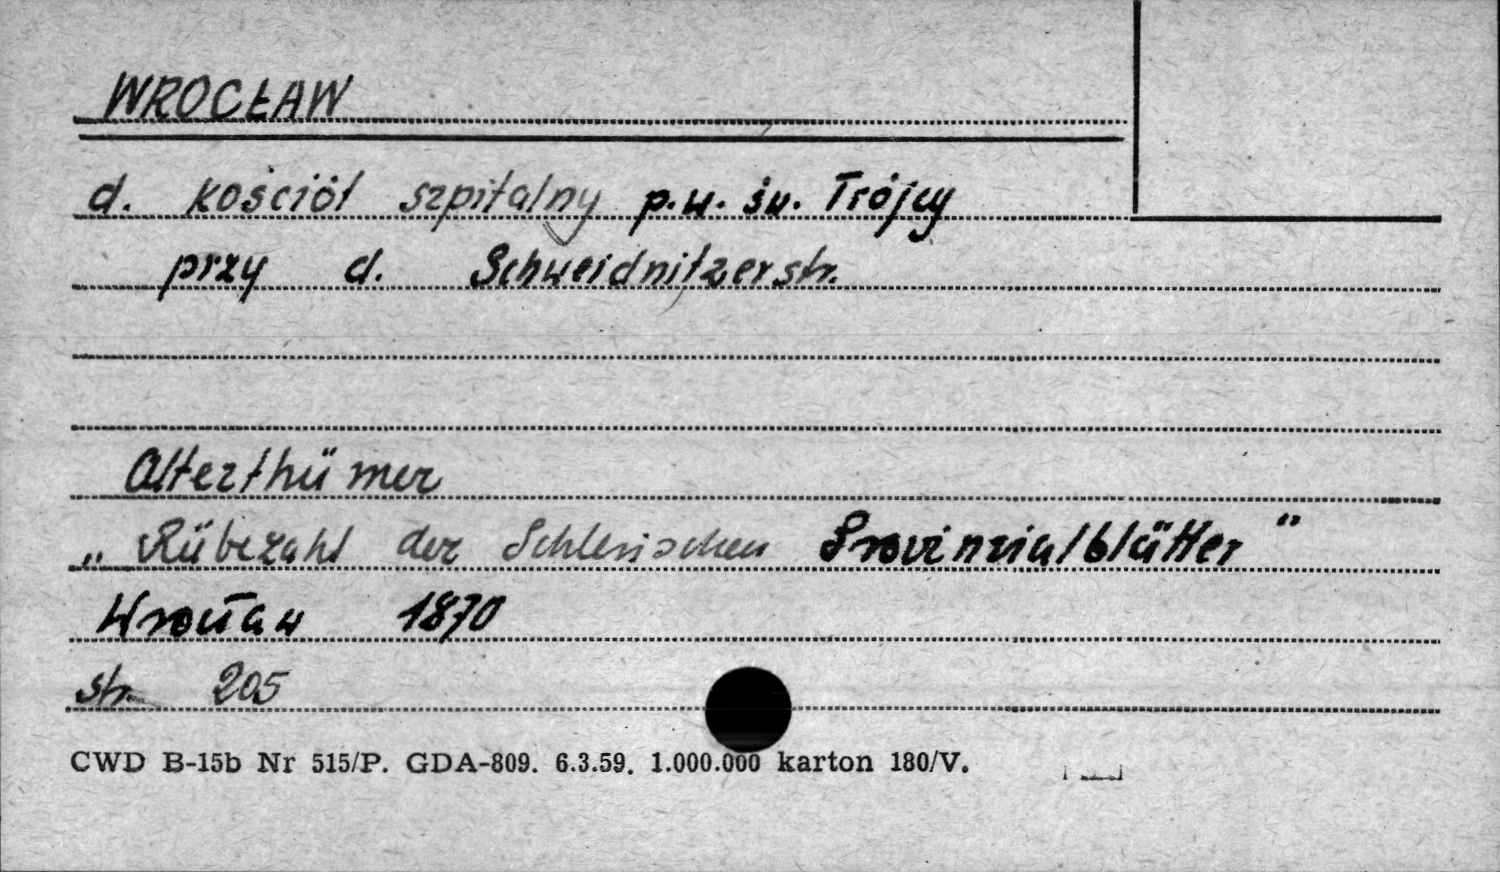 WROCŁAW
d. kościół szpitalny p.w. św. Trójcy
przy d. Schweidnitzerstr.
Alterthümer
„Rübezahl der Schlesischen Provinzialblätter“
Wrocław 1870
str. 205
CWD B-15b Nr 515/P. GDA-809. 6.3.59. 1.000.000 karton 180/V.